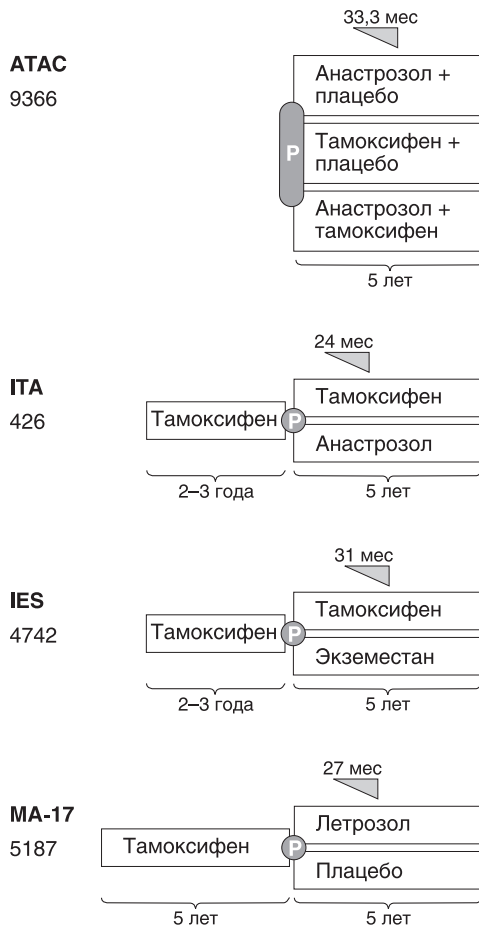 33,3 мес
ATAC
9366
Анастрозол +
плацебо
Р
Тамоксифен +
плацебо
Анастрозол +
тамоксифен
5 лет
24 мес
ITA
426
Тамоксифен
Р
Тамоксифен
Анастрозол
2–3 года
5 лет
31 мес
IES
4742
Тамоксифен
Р
Тамоксифен
Экземестан
2–3 года
5 лет
27 мес
MA-17
5187
Тамоксифен
Р
Летрозол
Плацебо
5 лет
5 лет